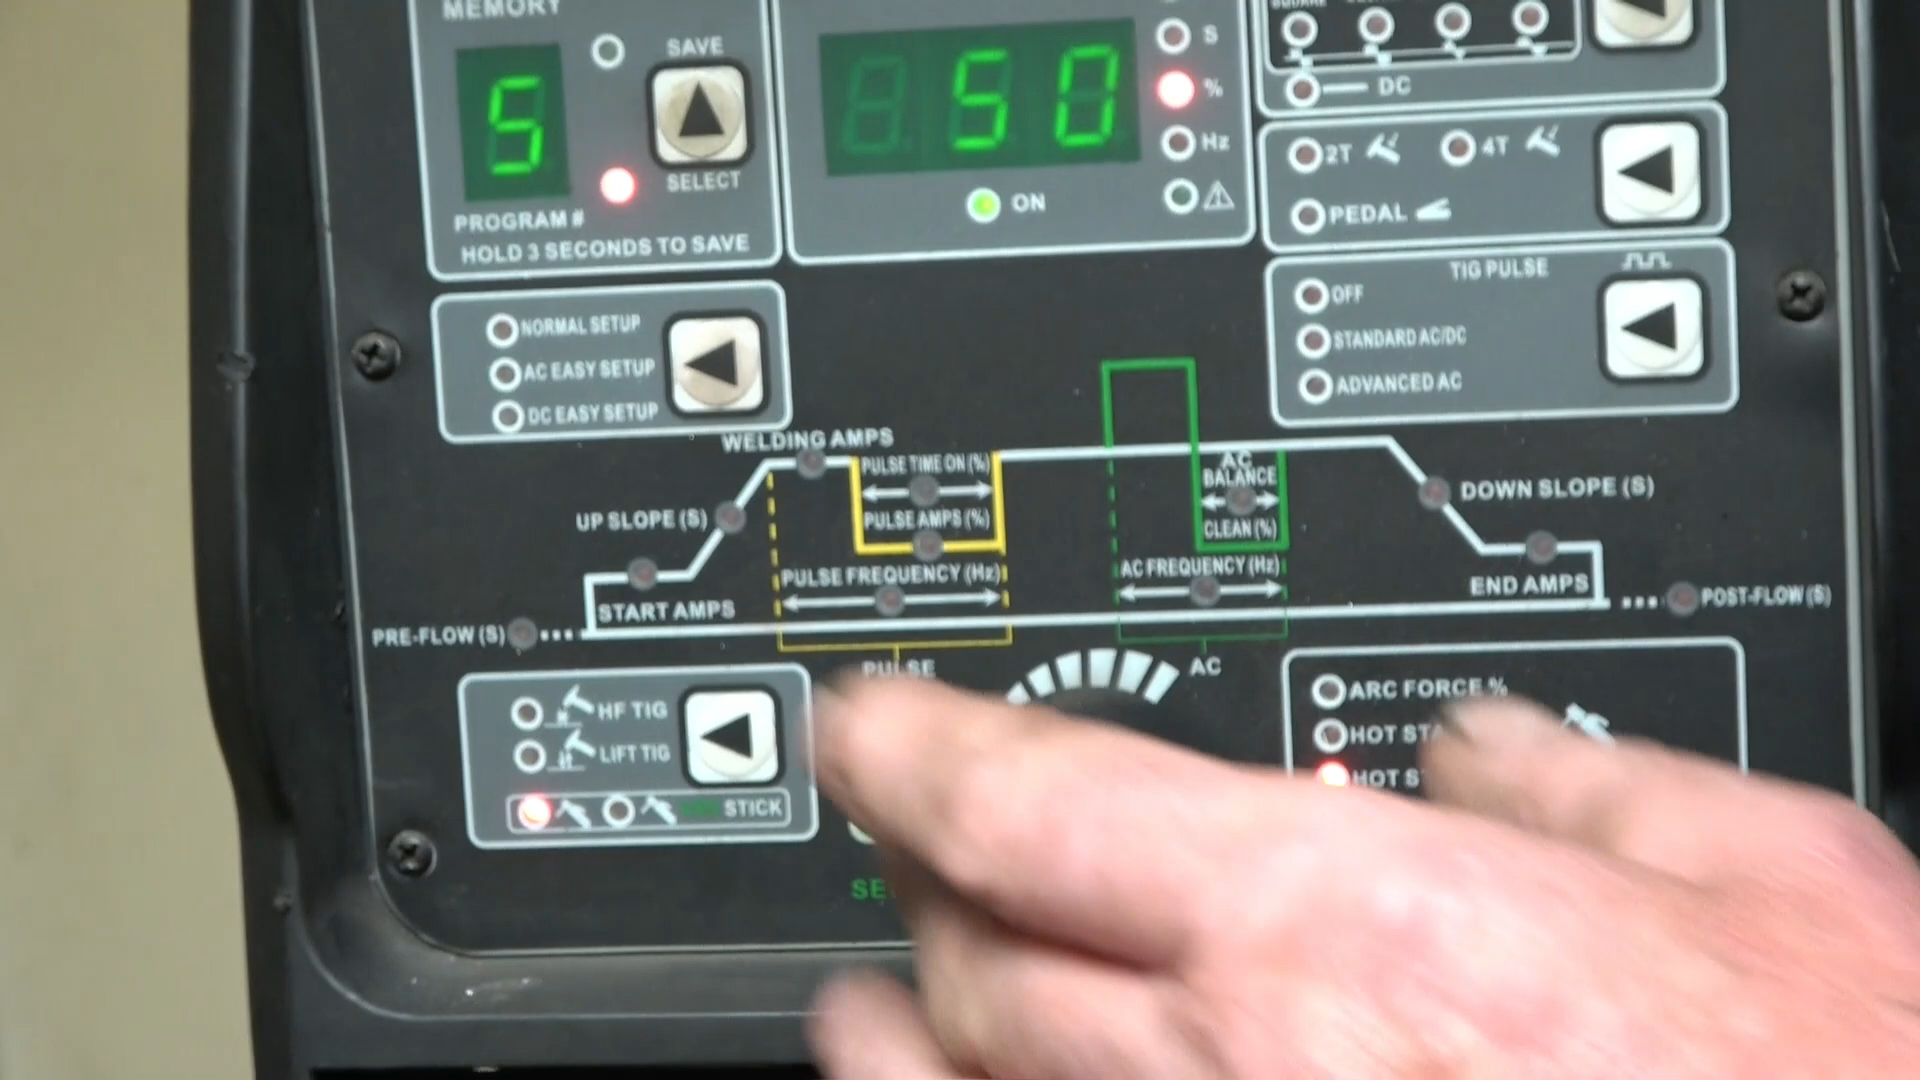 MEMORY
SAVE
5
SELECT
PROGRAM #
HOLD 3 SECONDS TO SAVE
50
S
%
Hz
ON
DC
2T
4T
PEDAL
TIG PULSE
OFF
STANDARD AC/DC
ADVANCED AC
NORMAL SETUP
AC EASY SETUP
DC EASY SETUP
WELDING AMPS
PULSE TIME ON (%)
PULSE AMPS (%)
PULSE FREQUENCY (Hz)
UP SLOPE (S)
START AMPS
PRE-FLOW (S)
AC
BALANCE
CLEAN (%)
AC FREQUENCY (Hz)
DOWN SLOPE (S)
END AMPS
POST-FLOW (S)
PULSE
AC
HF TIG
LIFT TIG
STICK
ARC FORCE %
HOT
HOT